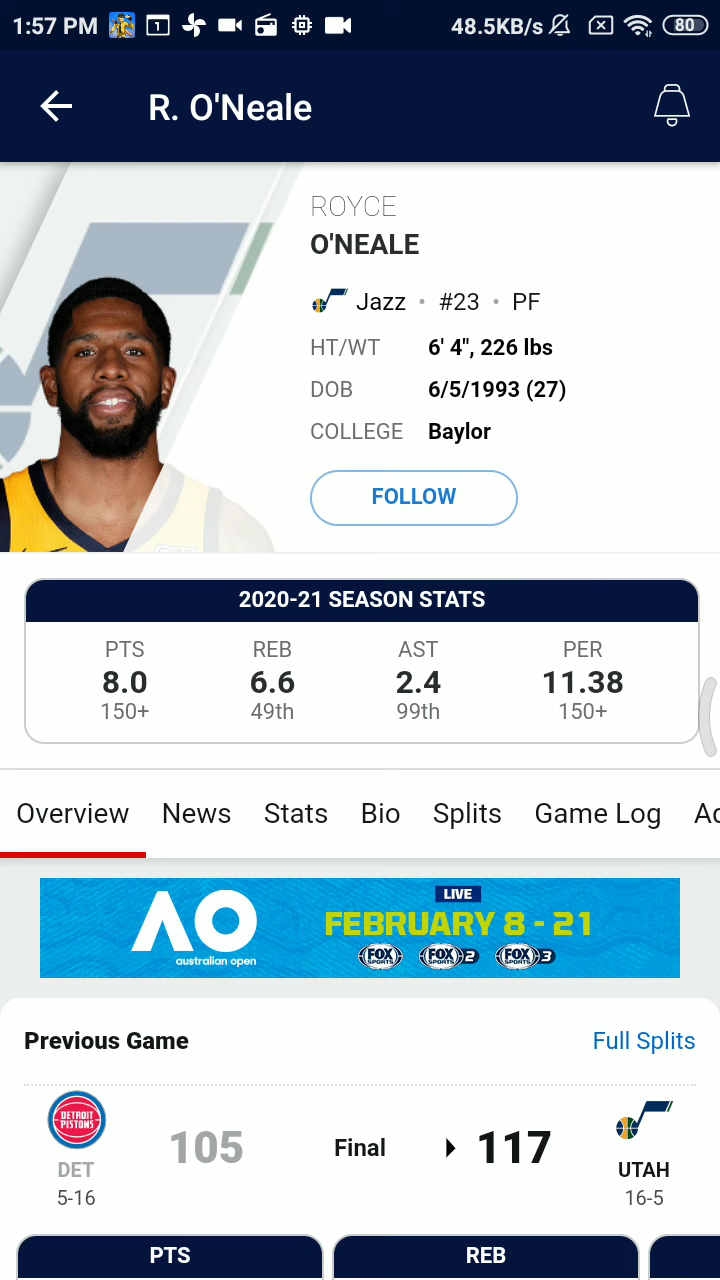 1:57 PM 1 48.5KB/s 80
R. O'Neale
ROYCE
O'NEALE
Jazz • #23 • PF
HT/WT 6' 4", 226 lbs
DOB 6/5/1993 (27)
COLLEGE Baylor
FOLLOW
2020-21 SEASON STATS
PTS REB AST PER
8.0 6.6 2.4 11.38
150+ 49th 99th 150+
Overview News Stats Bio Splits Game Log Ac
AO
australian open
LIVE
FEBRUARY 8 - 21
FOX SPORTS FOX SPORTS 2 FOX SPORTS 3
Previous Game Full Splits
DETROIT PISTONS
105 Final 117
DET UTAH
5-16 16-5
PTS REB